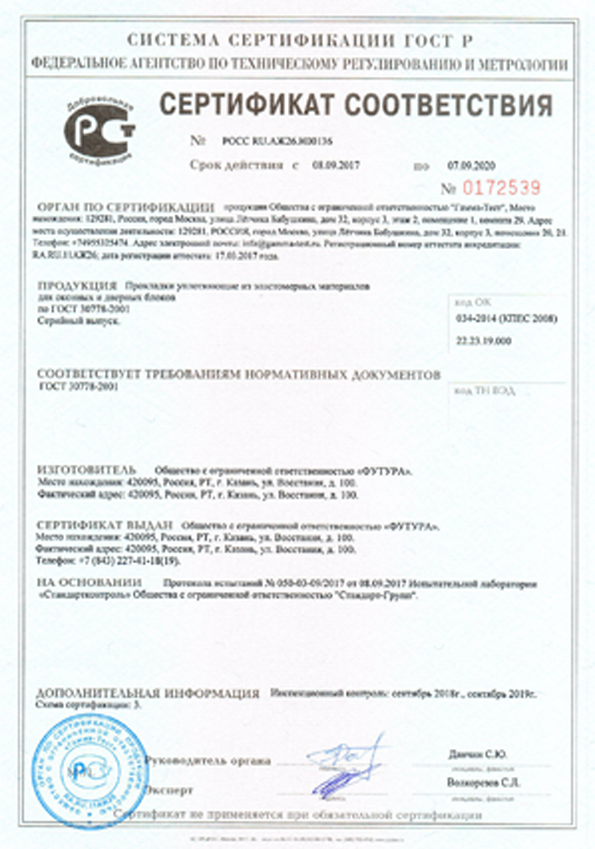 СИСТЕМА СЕРТИФИКАЦИИ ГОСТ Р
ФЕДЕРАЛЬНОЕ АГЕНТСТВО ПО ТЕХНИЧЕСКОМУ РЕГУЛИРОВАНИЮ И МЕТРОЛОГИИ
Добровольная
сертификация
СЕРТИФИКАТ СООТВЕТСТВИЯ
№ РОСС RU.АЖ26.Н00136
Срок действия с 08.09.2017 по 07.09.2020
№ 0172539
ОРГАН ПО СЕРТИФИКАЦИИ продукции Общества с ограниченной ответственностью "Гамма-Тест", Место
нахождения: 129281, Россия, город Москва, улица Лётчика Бабушкина, дом 32, корпус 3, этаж 2, помещение 1, комната 29. Адрес
места осуществления деятельности: 129281, РОССИЯ, город Москва, улица Лётчика Бабушкина, дом 32, корпус 3, помещения 20, 21.
Телефон: +74955325474. Адрес электронной почты: info@gamma-test.ru. Регистрационный номер аттестата аккредитации:
RA.RU.11АЖ26; дата регистрации аттестата: 17.03.2017 года.
ПРОДУКЦИЯ Прокладки уплотняющие из эластомерных материалов
для оконных и дверных блоков
по ГОСТ 30778-2001
Серийный выпуск.
код ОК
034-2014 (КПЕС 2008)
22.23.19.000
СООТВЕТСТВУЕТ ТРЕБОВАНИЯМ НОРМАТИВНЫХ ДОКУМЕНТОВ
ГОСТ 30778-2001
код ТН ВЭД
ИЗГОТОВИТЕЛЬ Общество с ограниченной ответственностью «ФУТУРА».
Место нахождения: 420095, Россия, РТ, г. Казань, ул. Восстания, д. 100.
Фактический адрес: 420095, Россия, РТ, г. Казань, ул. Восстания, д. 100.
СЕРТИФИКАТ ВЫДАН Общество с ограниченной ответственностью «ФУТУРА».
Место нахождения: 420095, Россия, РТ, г. Казань, ул. Восстания, д. 100.
Фактический адрес: 420095, Россия, РТ, г. Казань, ул. Восстания, д. 100.
Телефон: +7 (843) 227-41-18(19).
НА ОСНОВАНИИ Протокола испытаний № 050-03-09/2017 от 08.09.2017 Испытательной лаборатории
«Стандартконтроль» Общества с ограниченной ответственностью "Стандарт-Групп".
ДОПОЛНИТЕЛЬНАЯ ИНФОРМАЦИЯ Инспекционный контроль: сентябрь 2018г., сентябрь 2019г.
Схема сертификации: 3.
Руководитель органа
Данчин С.Ю.
Эксперт
Волкорезов С.Д.
Сертификат не применяется при обязательной сертификации